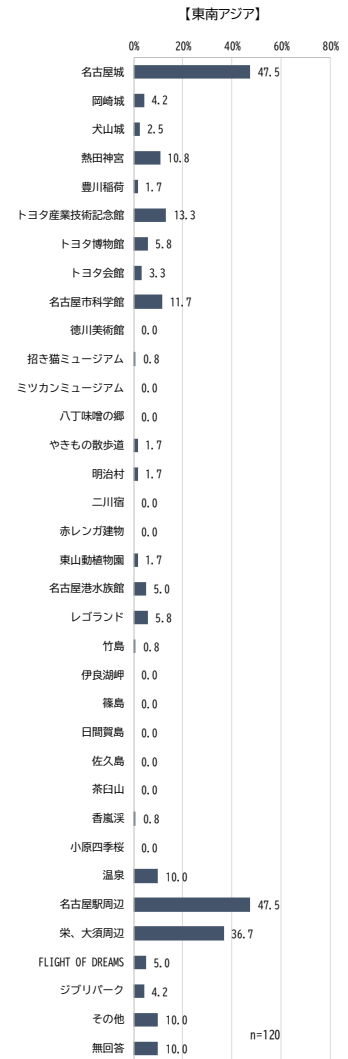 【東南アジア】
0% 20% 40% 60% 80%
名古屋城 47.5
岡崎城 4.2
犬山城 2.5
熱田神宮 10.8
豊川稲荷 1.7
トヨタ産業技術記念館 13.3
トヨタ博物館 5.8
トヨタ会館 3.3
名古屋市科学館 11.7
徳川美術館 0.0
招き猫ミュージアム 0.8
ミツカンミュージアム 0.0
八丁味噌の郷 0.0
やきもの散歩道 1.7
明治村 1.7
二川宿 0.0
赤レンガ建物 0.0
東山動植物園 1.7
名古屋港水族館 5.0
レゴランド 5.8
竹島 0.8
伊良湖岬 0.0
篠島 0.0
日間賀島 0.0
佐久島 0.0
茶臼山 0.0
香嵐渓 0.8
小原四季桜 0.0
温泉 10.0
名古屋駅周辺 47.5
栄、大須周辺 36.7
FLIGHT OF DREAMS 5.0
ジブリパーク 4.2
その他 10.0
n=120
無回答 10.0